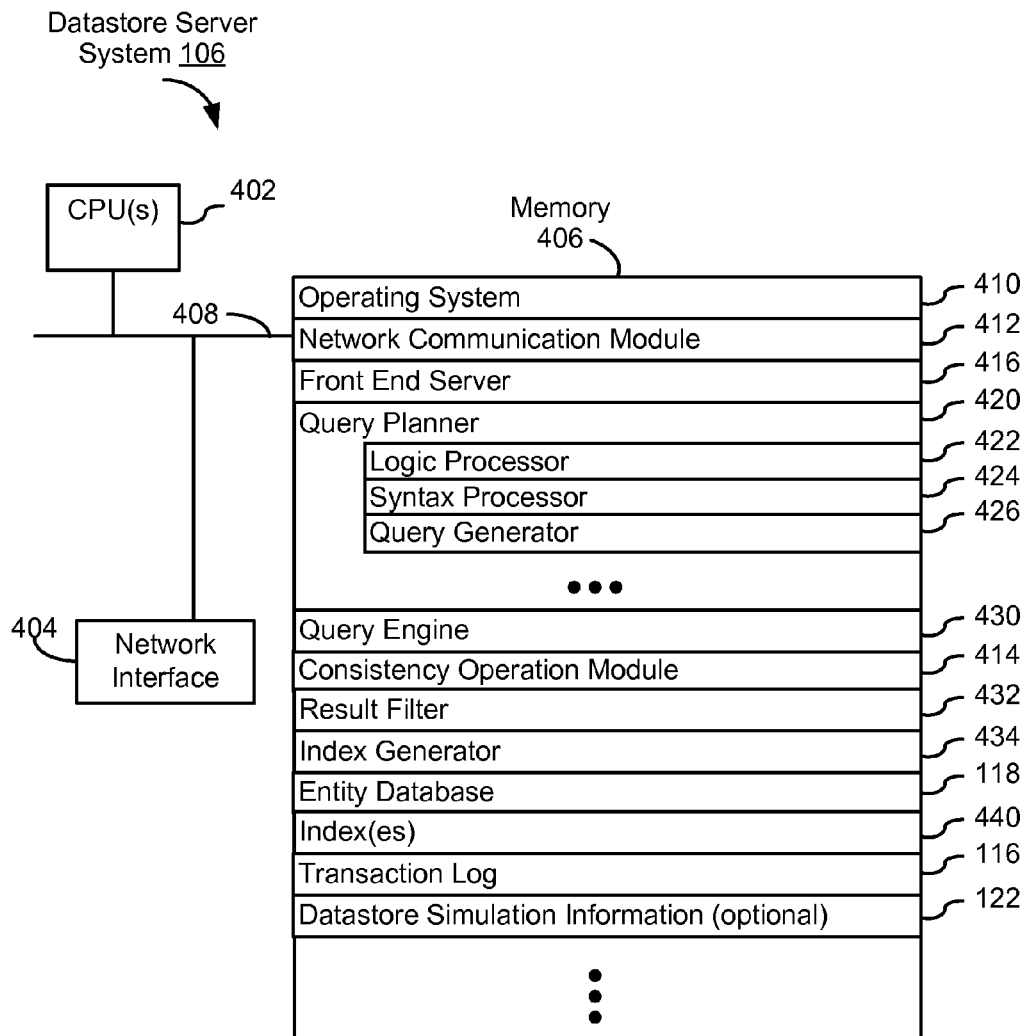 Datastore Server
System 106
CPU(s)
402
Memory
406
408
Operating System
410
Network Communication Module
412
Front End Server
416
Query Planner
420
Logic Processor
422
Syntax Processor
424
Query Generator
426
404
Network
Interface
Query Engine
430
Consistency Operation Module
414
Result Filter
432
Index Generator
434
Entity Database
118
Index(es)
440
Transaction Log
116
Datastore Simulation Information (optional)
122